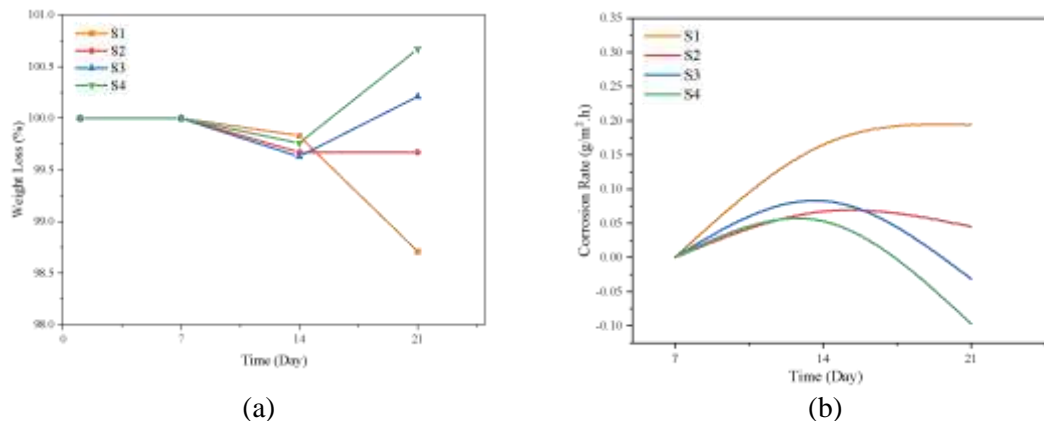 101.0
100.5
100.0
99.5
99.0
98.5
98.0
Weight Loss (%)
S1
S2
S3
S4
0 7 14 21
Time (Day)
(a)
0.35
0.30
0.25
0.20
0.15
0.10
0.05
0.00
-0.05
-0.10
Corrosion Rate (g/m².h)
S1
S2
S3
S4
7 14 21
Time (Day)
(b)